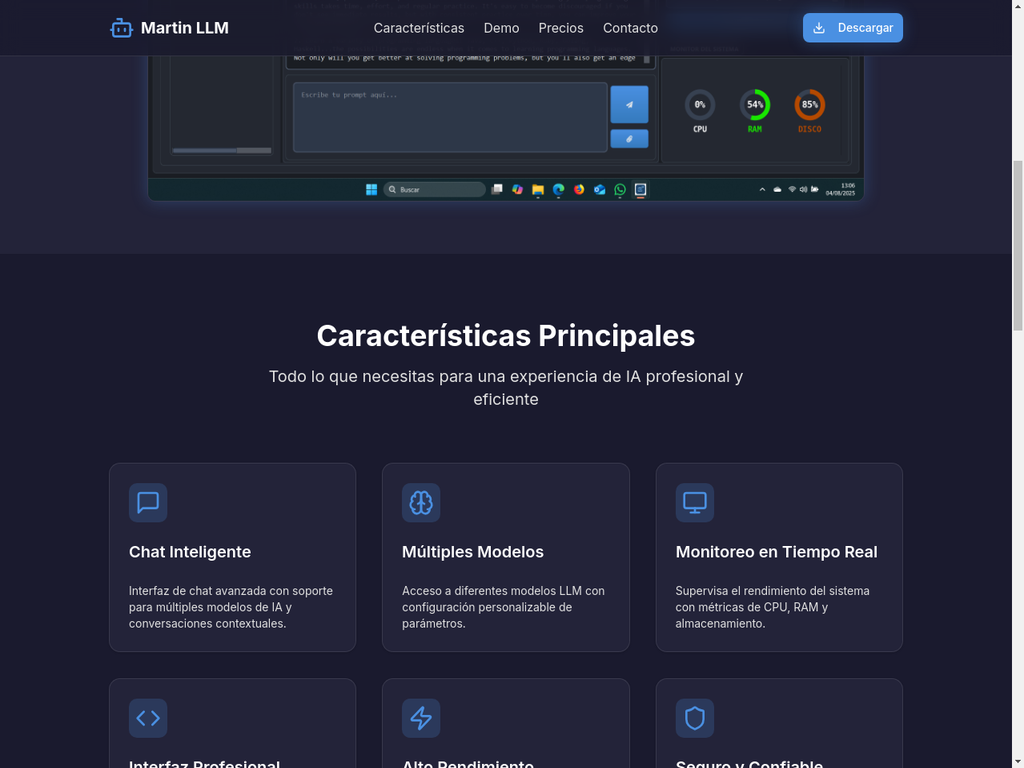 Martin LLM
Características
Demo
Precios
Contacto
Descargar
Not only will you get better at solving programming problems, but you'll also get an edge
Escribe tu prompt aquí...
0%
54%
85%
CPU
RAM
DISCO
Buscar
13:06
04/08/2025
Características Principales
Todo lo que necesitas para una experiencia de IA profesional y
eficiente
Chat Inteligente
Interfaz de chat avanzada con soporte
para múltiples modelos de IA y
conversaciones contextuales.
Múltiples Modelos
Acceso a diferentes modelos LLM con
configuración personalizable de
parámetros.
Monitoreo en Tiempo Real
Supervisa el rendimiento del sistema
con métricas de CPU, RAM y
almacenamiento.
Interfaz Profesional
Alto Rendimiento
Seguro y Confiable